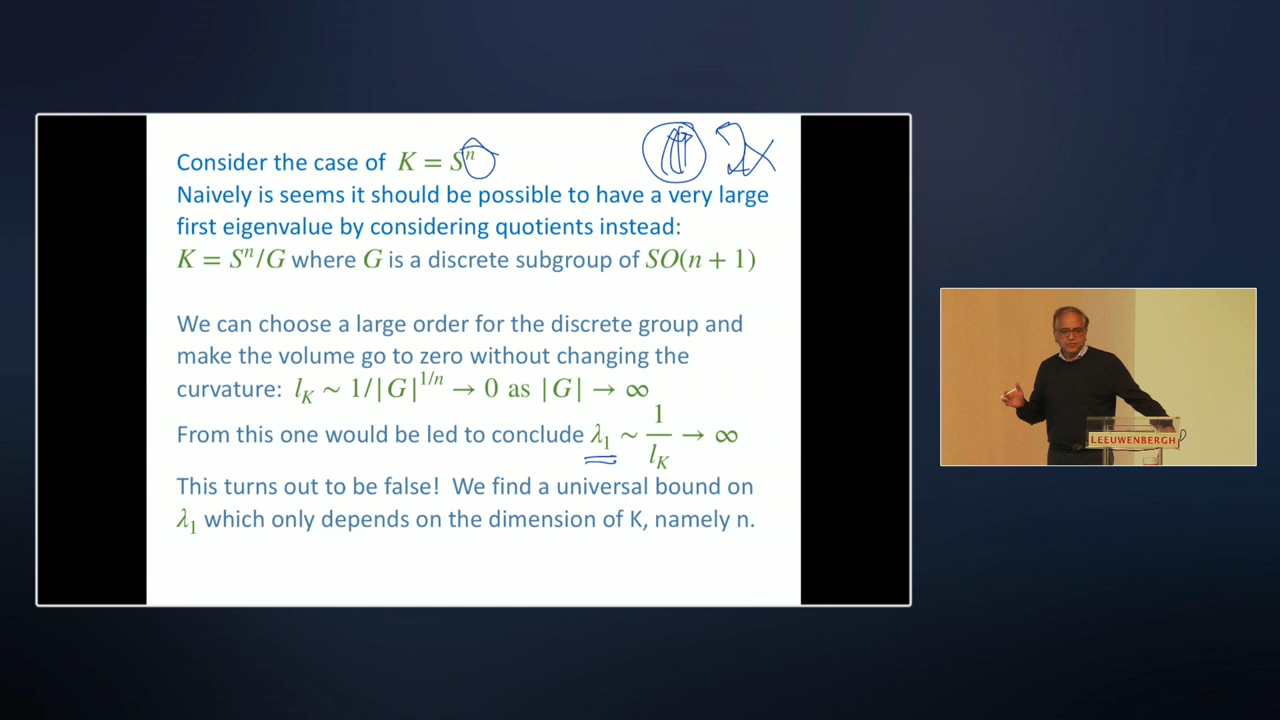 Consider the case of K = Sⁿ
Naively is seems it should be possible to have a very large
first eigenvalue by considering quotients instead:
K = Sⁿ/G where G is a discrete subgroup of SO(n + 1)
We can choose a large order for the discrete group and
make the volume go to zero without changing the
curvature: l_K ~ 1/|G|^{1/n} → 0 as |G| → ∞
From this one would be led to conclude λ₁ ~ 1/l_K → ∞
This turns out to be false! We find a universal bound on
λ₁ which only depends on the dimension of K, namely n.
LEEUWENBERGH